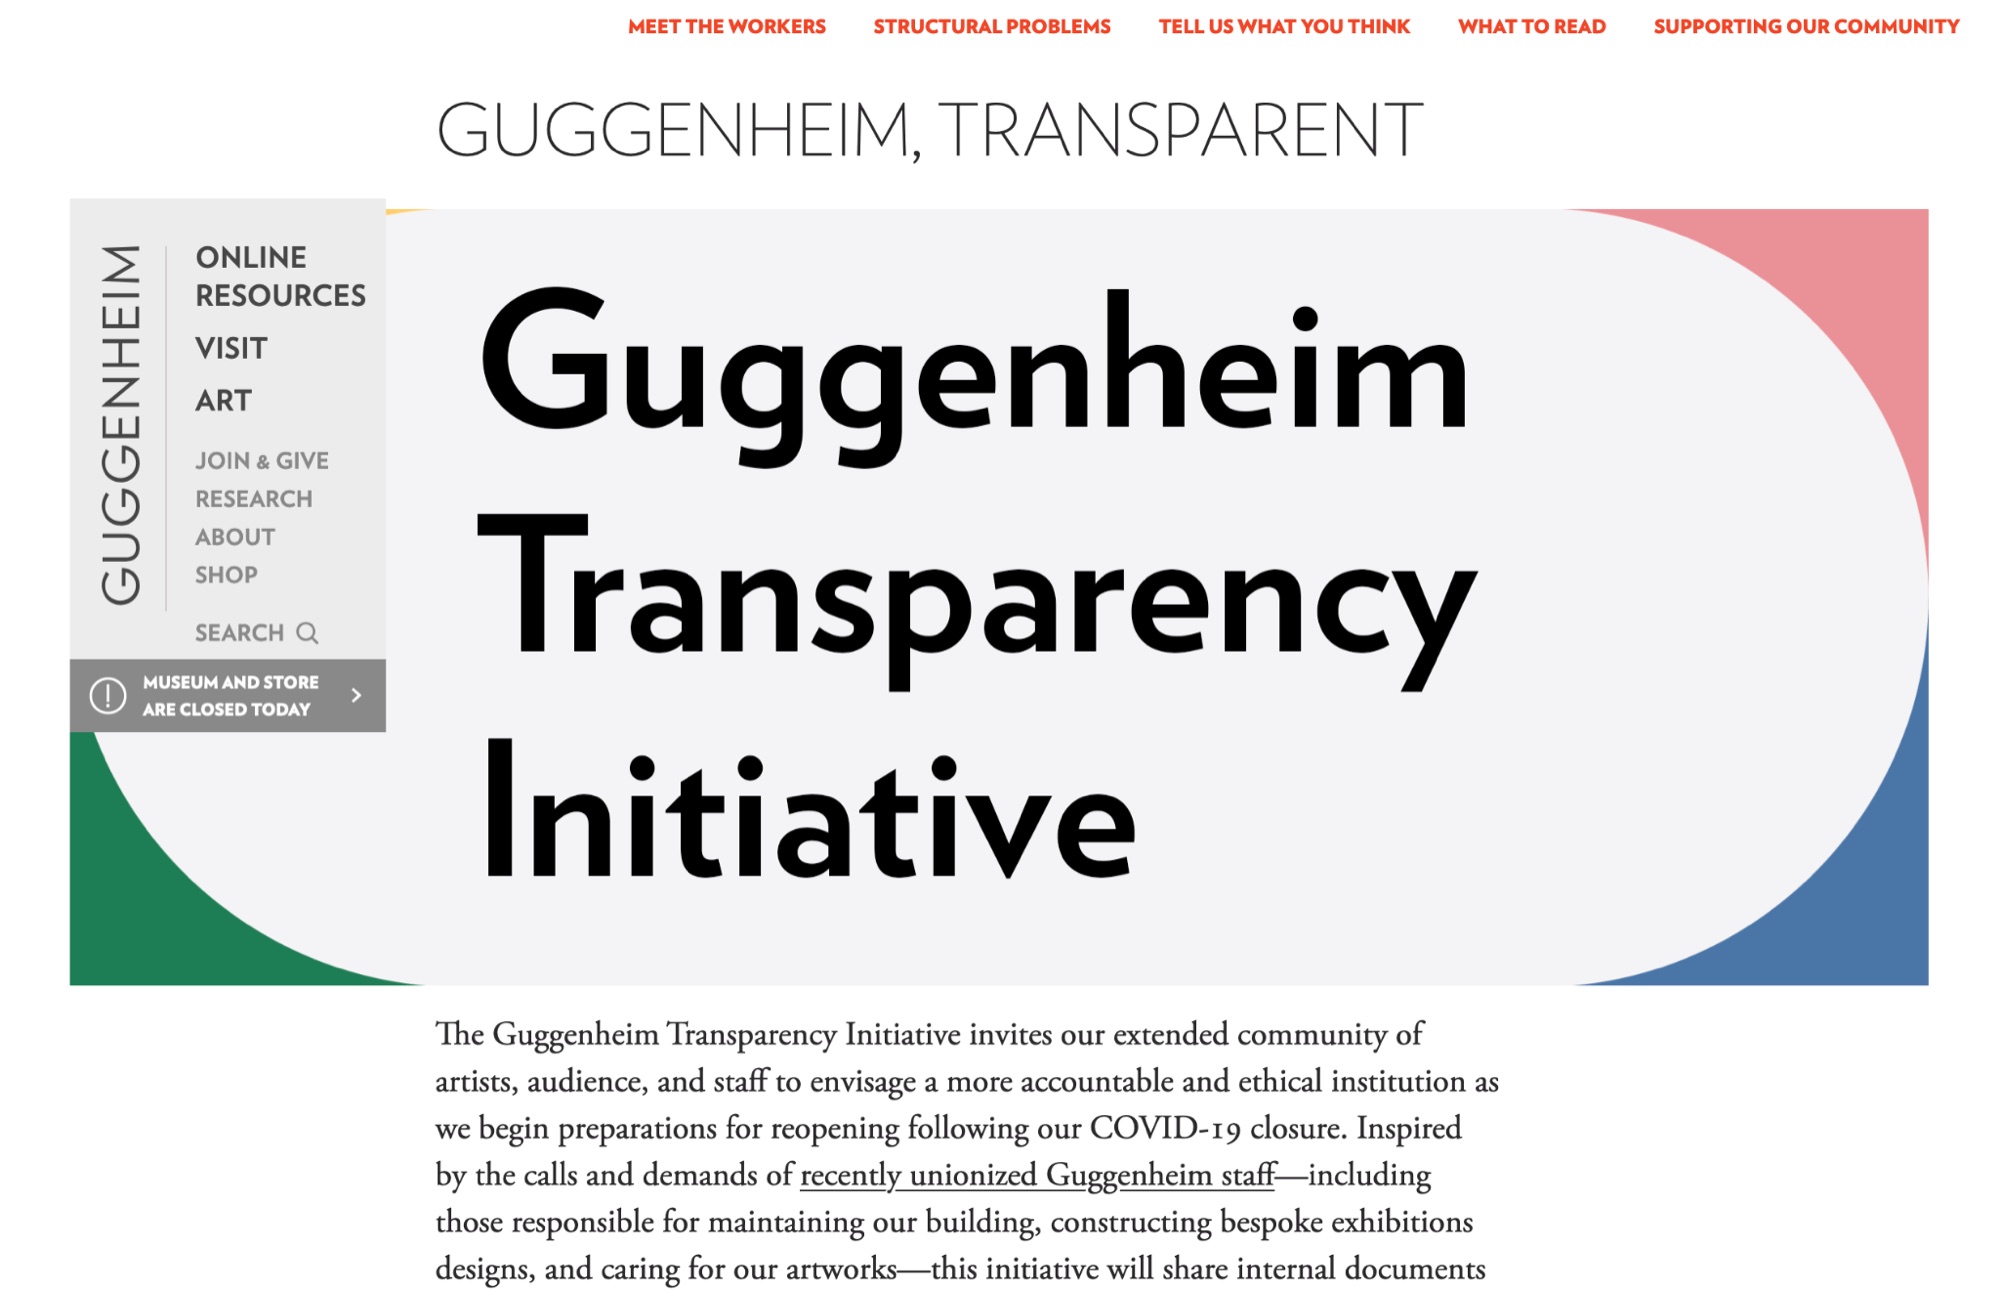 MEET THE WORKERS
STRUCTURAL PROBLEMS
TELL US WHAT YOU THINK
WHAT TO READ
SUPPORTING OUR COMMUNITY
GUGGENHEIM, TRANSPARENT
GUGGENHEIM
ONLINE
RESOURCES
VISIT
ART
JOIN & GIVE
RESEARCH
ABOUT
SHOP
SEARCH
MUSEUM AND STORE
ARE CLOSED TODAY
Guggenheim
Transparency
Initiative
The Guggenheim Transparency Initiative invites our extended community of
artists, audience, and staff to envisage a more accountable and ethical institution as
we begin preparations for reopening following our COVID-19 closure. Inspired
by the calls and demands of recently unionized Guggenheim staff—including
those responsible for maintaining our building, constructing bespoke exhibitions
designs, and caring for our artworks—this initiative will share internal documents